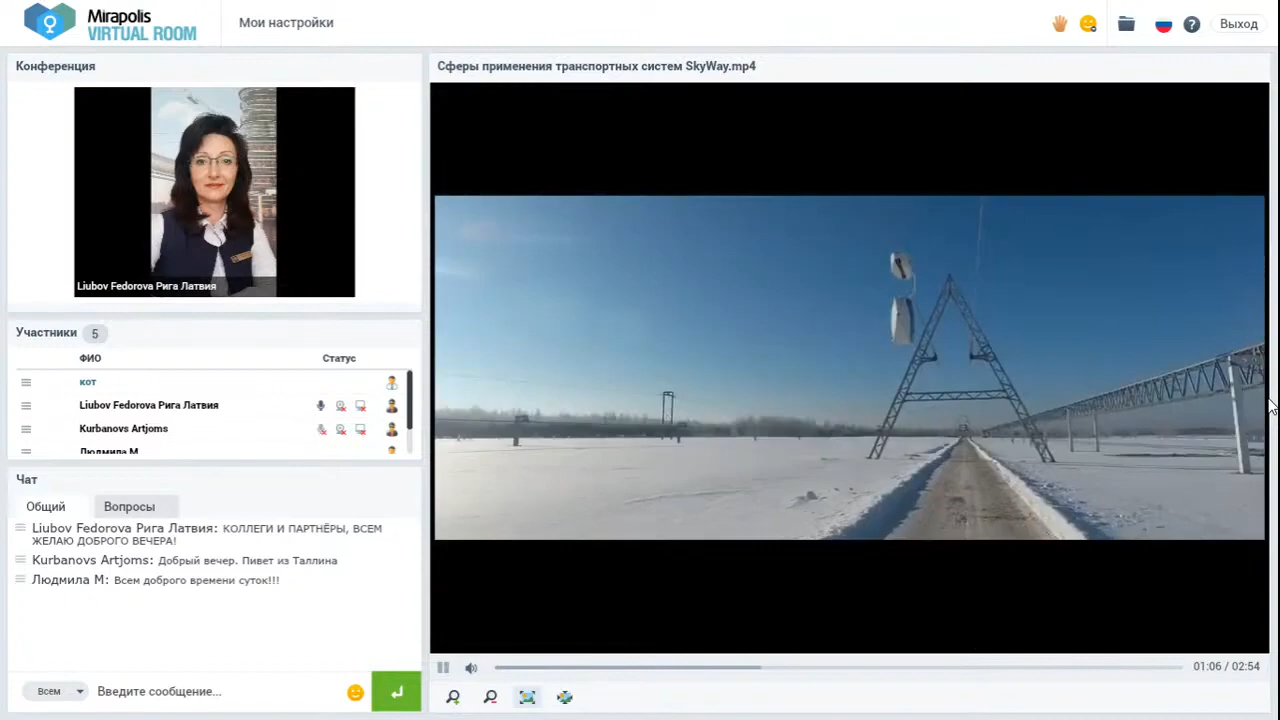 Mirapolis
VIRTUAL ROOM
Мои настройки
Выход
Конференция
Liubov Fedorova Рига Латвия
Участники 5
ФИО Статус
кот
Liubov Fedorova Рига Латвия
Kurbanovs Artjoms
Людмила М
Чат
Общий Вопросы
Liubov Fedorova Рига Латвия: КОЛЛЕГИ И ПАРТНЁРЫ, ВСЕМ
ЖЕЛАЮ ДОБРОГО ВЕЧЕРА!
Kurbanovs Artjoms: Добрый вечер. Пивет из Таллина
Людмила М: Всем доброго времени суток!!!
Всем Введите сообщение...
Сферы применения транспортных систем SkyWay.mp4
01:06 / 02:54